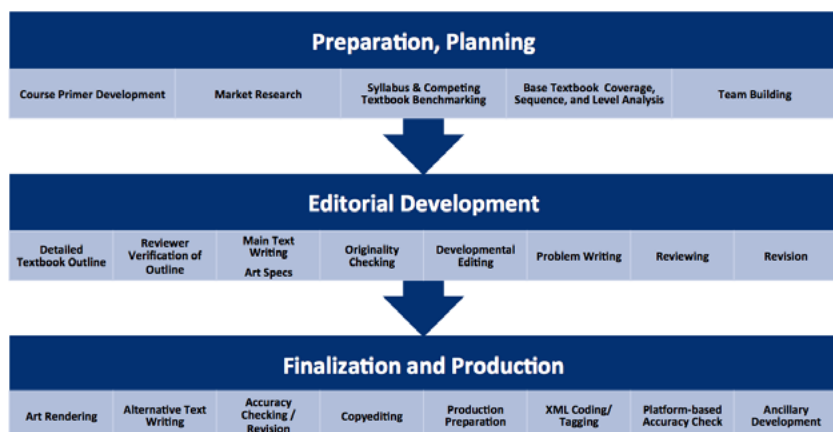 Preparation, Planning
Course Primer Development
Market Research
Syllabus & Competing
Textbook Benchmarking
Base Textbook Coverage,
Sequence, and Level Analysis
Team Building
Editorial Development
Detailed
Textbook Outline
Reviewer
Verification of
Outline
Main Text
Writing
Art Specs
Originality
Checking
Developmental
Editing
Problem Writing
Reviewing
Revision
Finalization and Production
Art Rendering
Alternative Text
Writing
Accuracy
Checking /
Revision
Copyediting
Production
Preparation
XML Coding/
Tagging
Platform-based
Accuracy Check
Ancillary
Development